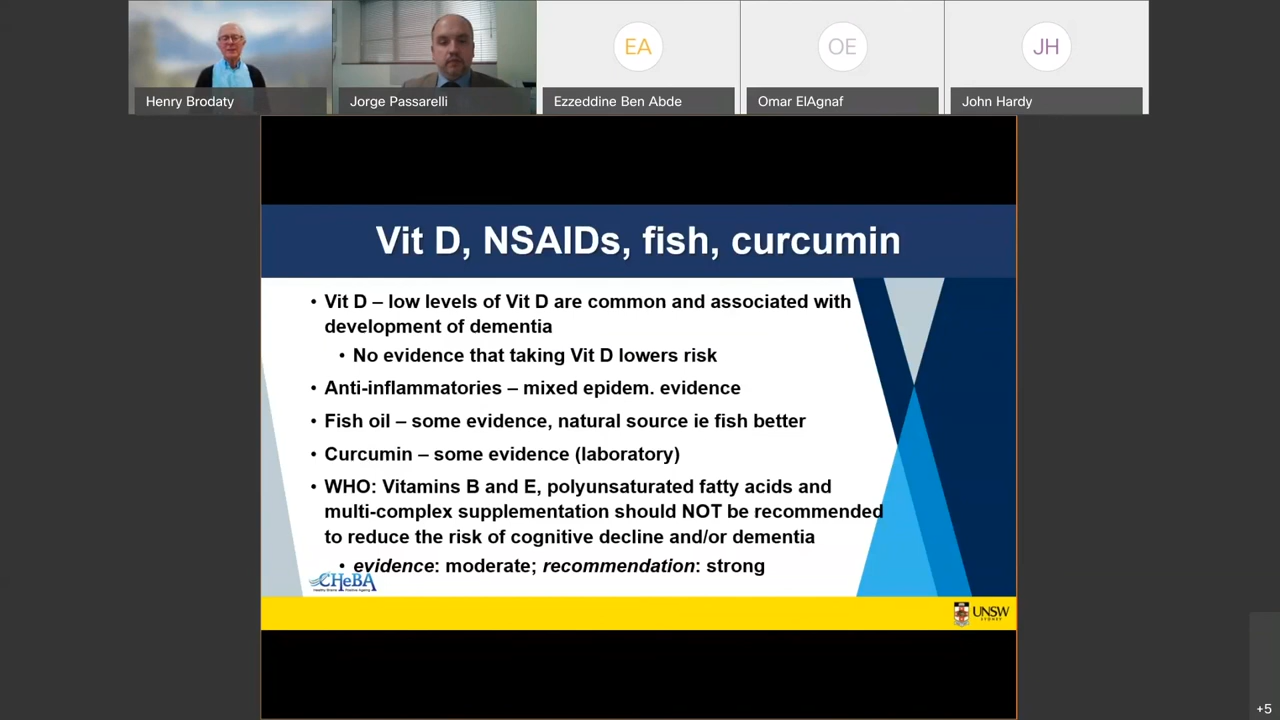 EA
OE
JH
Henry Brodaty
Jorge Passarelli
Ezzeddine Ben Abde
Omar ElAgnaf
John Hardy
Vit D, NSAIDs, fish, curcumin
• Vit D – low levels of Vit D are common and associated with
development of dementia
• No evidence that taking Vit D lowers risk
• Anti-inflammatories – mixed epidem. evidence
• Fish oil – some evidence, natural source ie fish better
• Curcumin – some evidence (laboratory)
• WHO: Vitamins B and E, polyunsaturated fatty acids and
multi-complex supplementation should NOT be recommended
to reduce the risk of cognitive decline and/or dementia
• evidence: moderate; recommendation: strong
CHeBA
UNSW
SYDNEY
+5